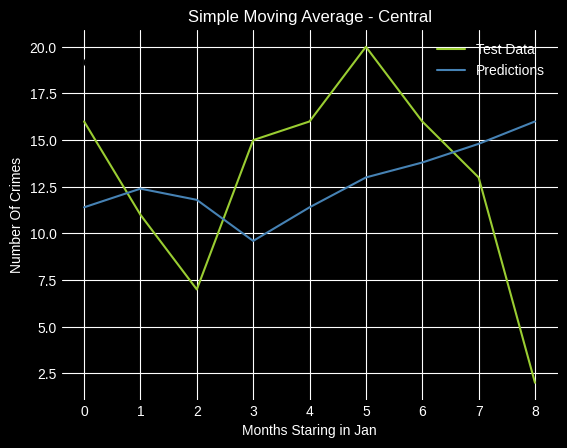 Simple Moving Average - Central
Test Data
Predictions
Number Of Crimes
20.0
17.5
15.0
12.5
10.0
7.5
5.0
2.5
0 1 2 3 4 5 6 7 8
Months Staring in Jan